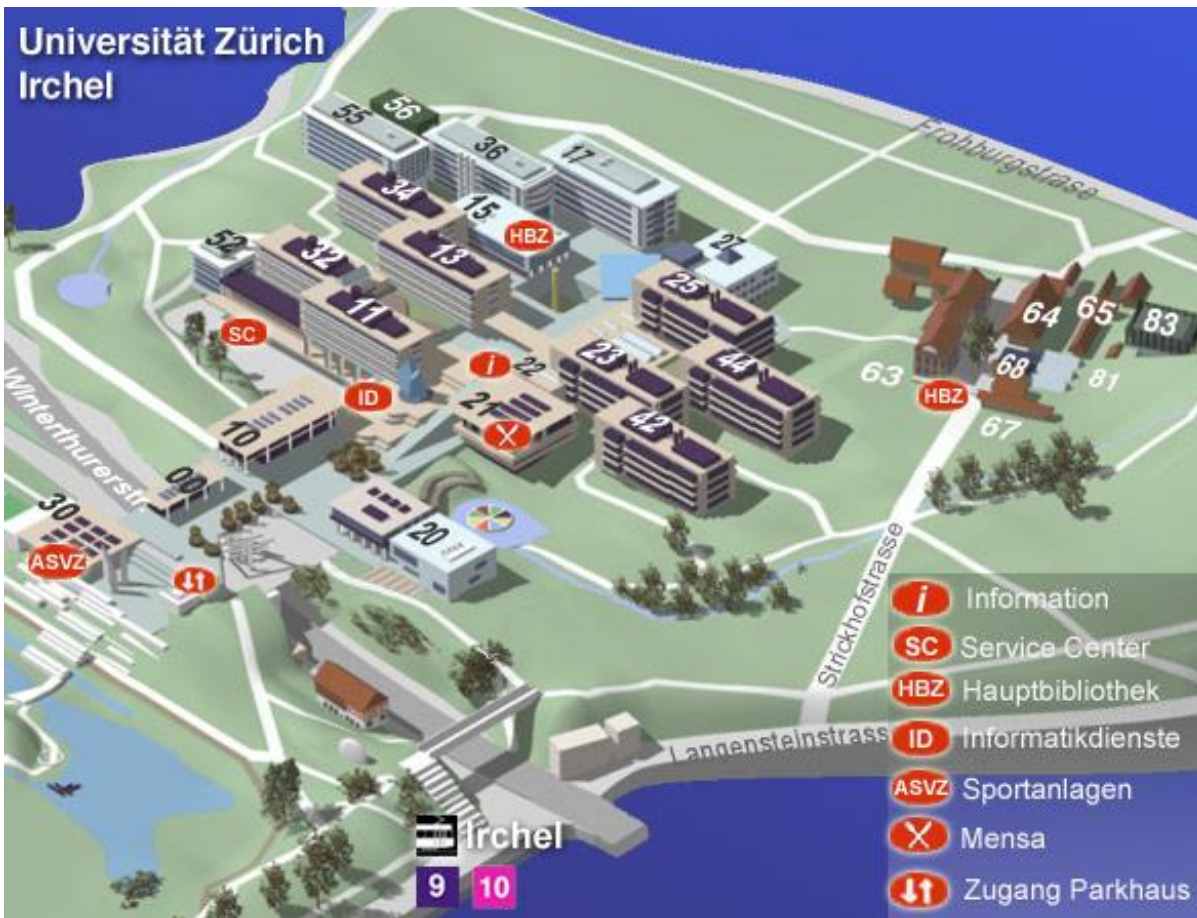 Universität Zürich
Irchel
55
56
36
17
Frohburgstrase
34
15
HBZ
52
32
13
27
11
25
64
65
83
SC
i
22
23
44
63
68
81
ID
21
HBZ
67
Winterthurerstr.
10
42
00
30
20
ASVZ
Strickhofstrasse
Langensteinstrasse
i Information
SC Service Center
HBZ Hauptbibliothek
ID Informatikdienste
ASVZ Sportanlagen
Mensa
Zugang Parkhaus
Irchel
9 10